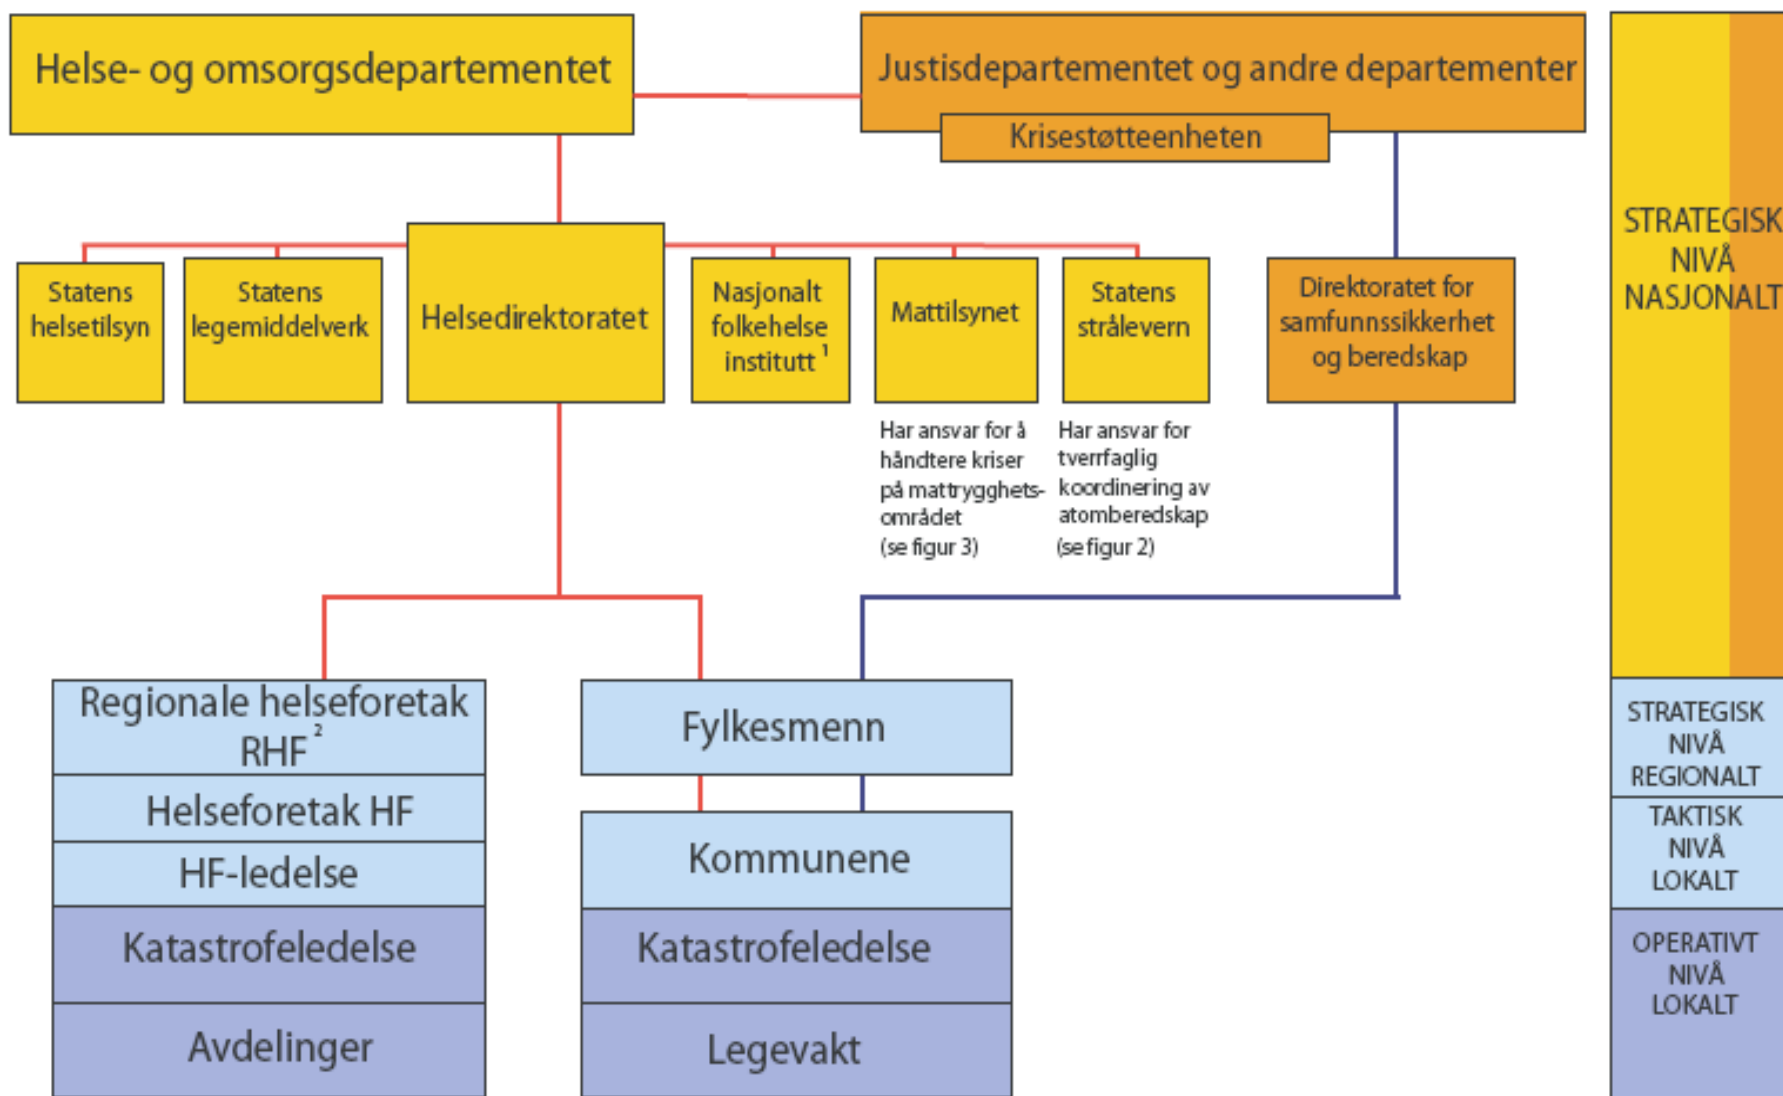 Helse- og omsorgsdepartementet
Justisdepartementet og andre departementer
Krisestøtteenheten
Statens
helsetilsyn
Statens
legemiddelverk
Helsedirektoratet
Nasjonalt
folkehelse
institutt ¹
Mattilsynet
Statens
strålevern
Direktoratet for
samfunnssikkerhet
og beredskap
Har ansvar for å
håndtere kriser
på mattrygghets-
området
(se figur 3)
Har ansvar for
tverrfaglig
koordinering av
atomberedskap
(se figur 2)
Regionale helseforetak
RHF ²
Helseforetak HF
HF-ledelse
Katastrofeledelse
Avdelinger
Fylkesmenn
Kommunene
Katastrofeledelse
Legevakt
STRATEGISK
NIVÅ
NASJONALT
STRATEGISK
NIVÅ
REGIONALT
TAKTISK
NIVÅ
LOKALT
OPERATIVT
NIVÅ
LOKALT